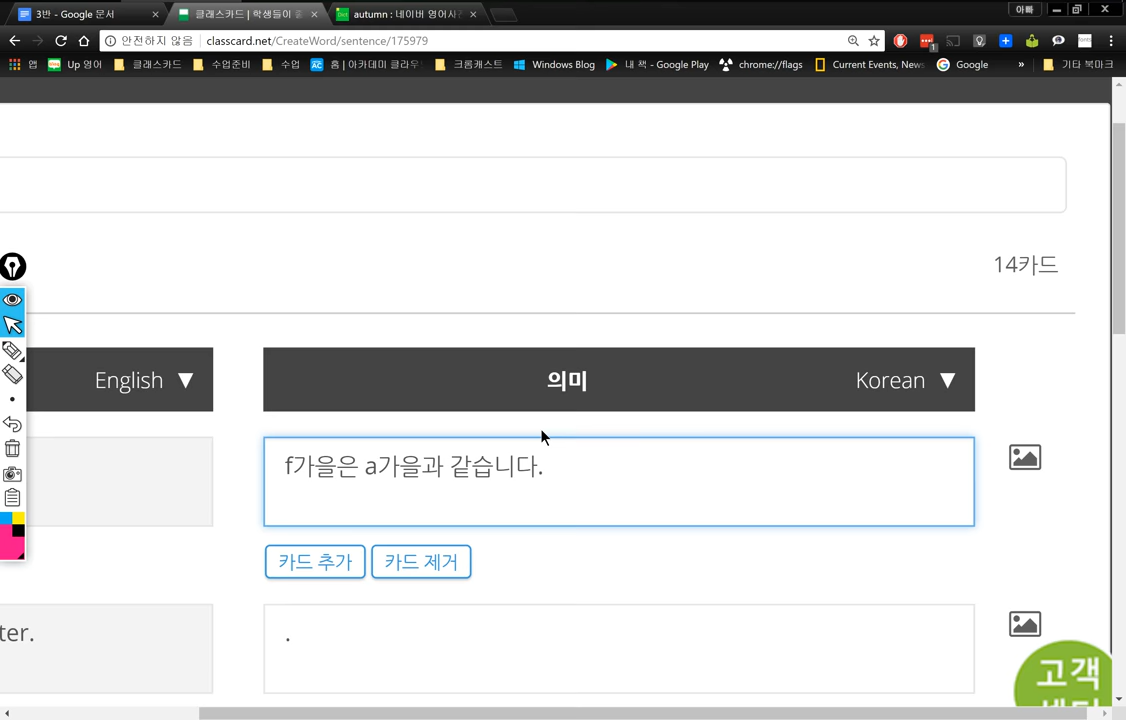 3반 - Google 문서
클래스카드 | 학생들이 좋
autumn : 네이버 영어사전
아빠
안전하지 않음 classcard.net/CreateWord/sentence/175979
앱 Up 영어 클래스카드 수업준비 수업 홈 | 아카데미 클라우 크롬캐스트 Windows Blog 내 책 - Google Play chrome://flags Current Events, News Google » 기타 북마크
14카드
English ▼ 의미 Korean ▼
f가을은 a가을과 같습니다.
카드 추가 카드 제거
ter. .
고객
센터